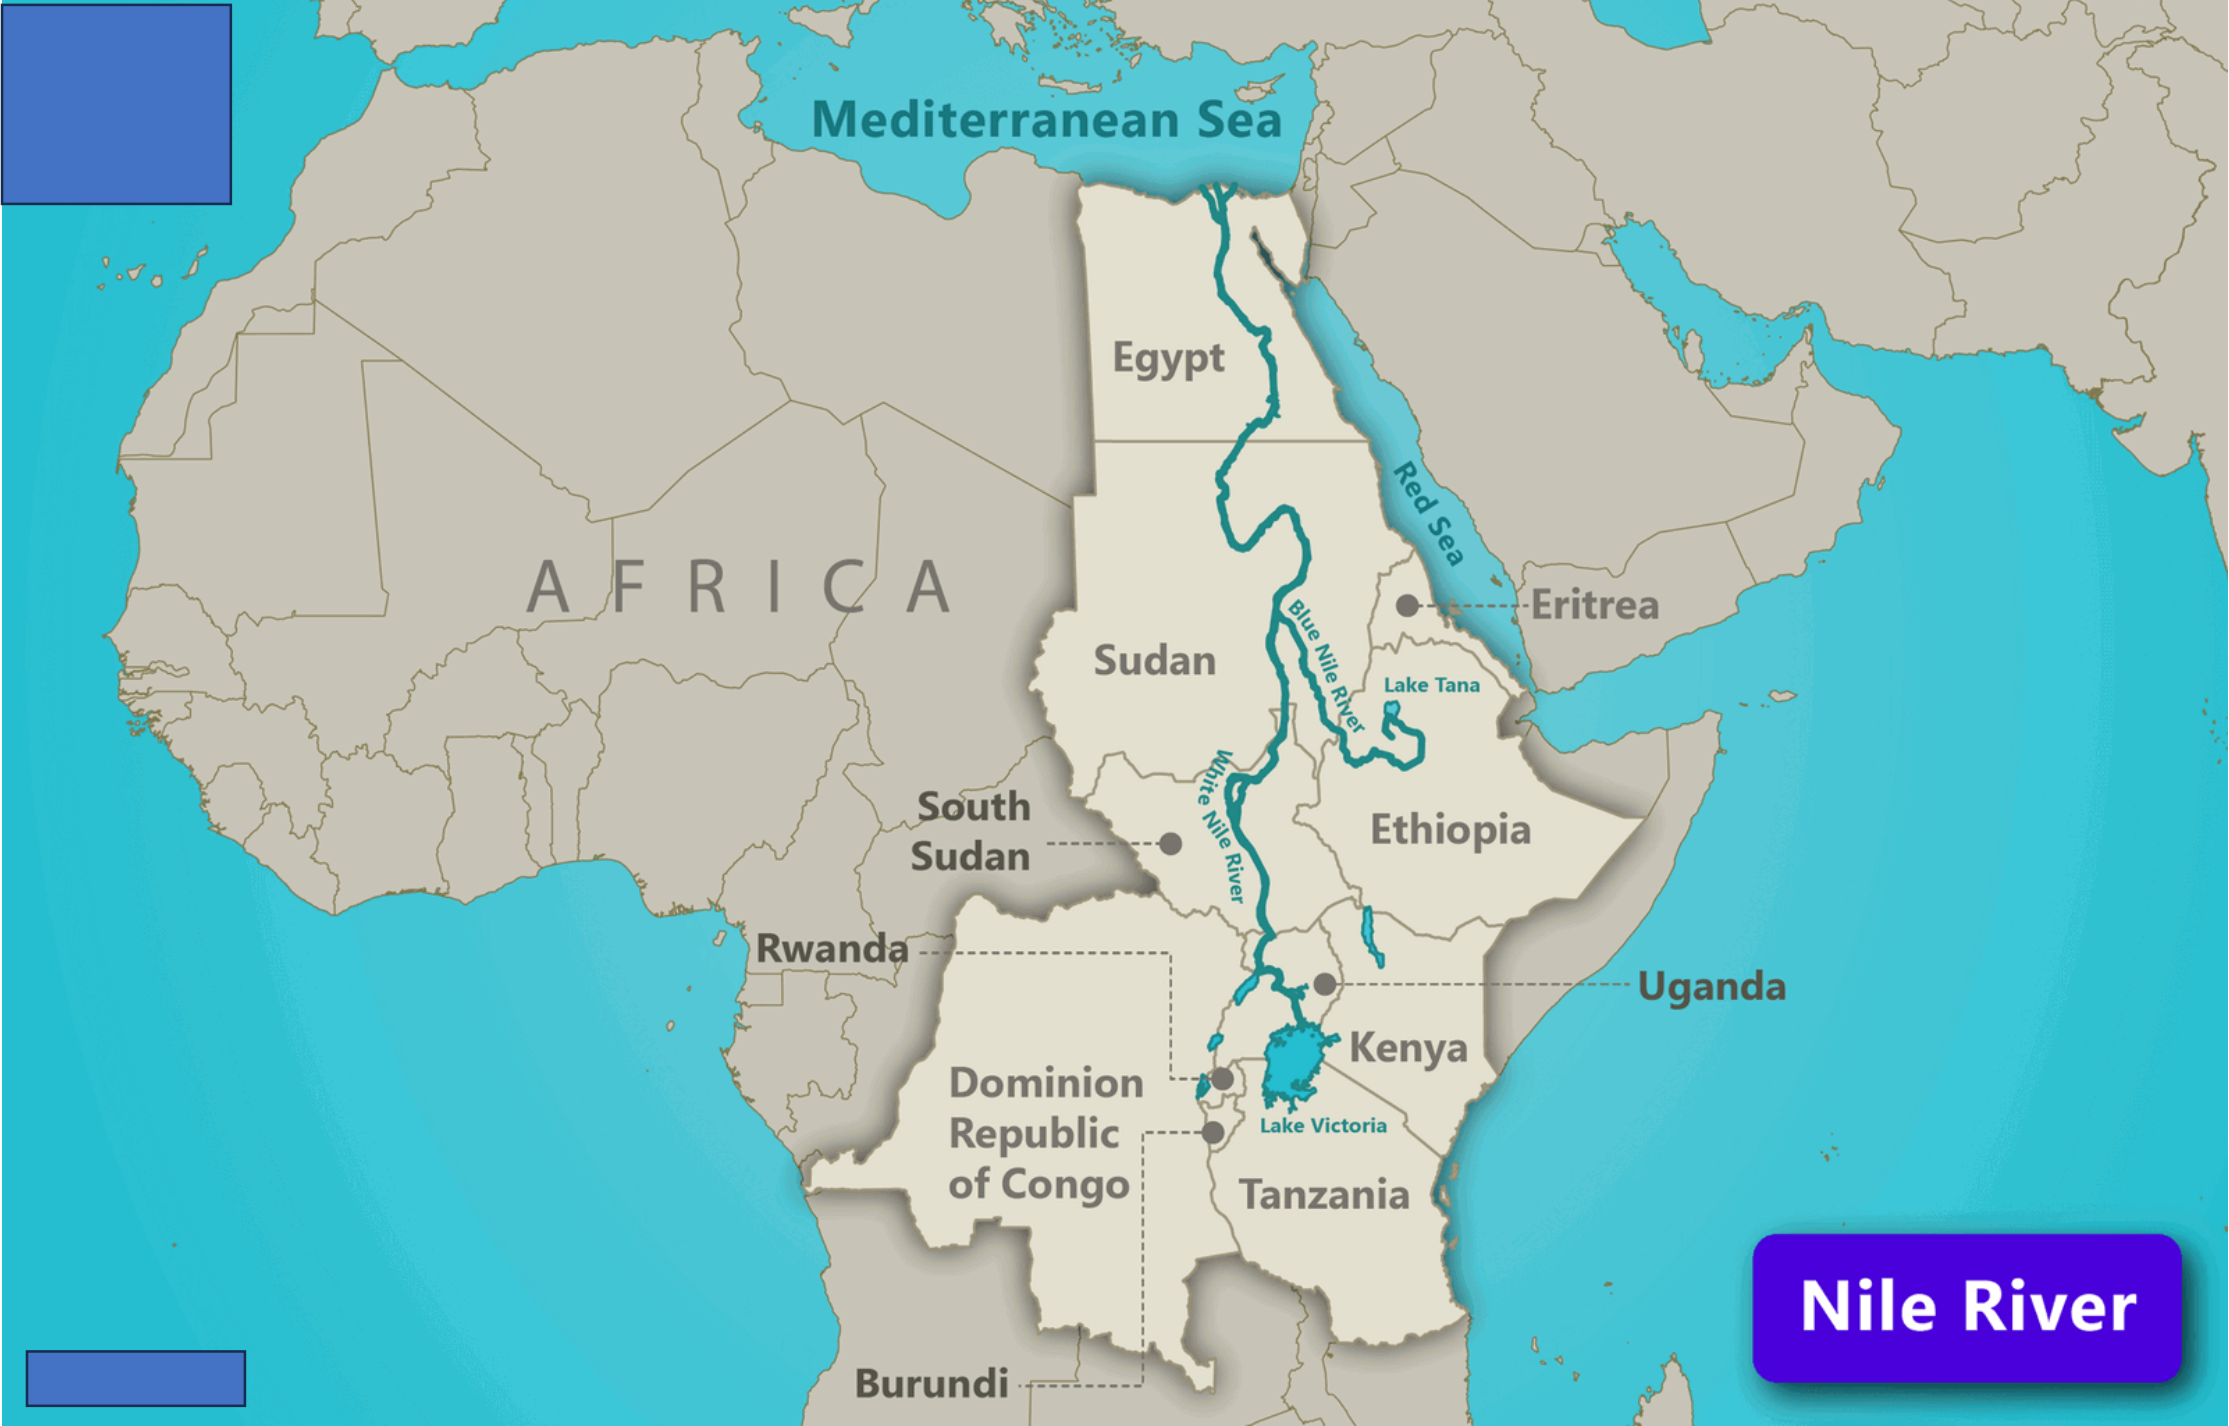 Mediterranean Sea
Egypt
Red Sea
AFRICA
Eritrea
Blue Nile River
Sudan
Lake Tana
White Nile River
South
Sudan
Ethiopia
Rwanda
Uganda
Kenya
Dominion
Republic
of Congo
Lake Victoria
Tanzania
Nile River
Burundi